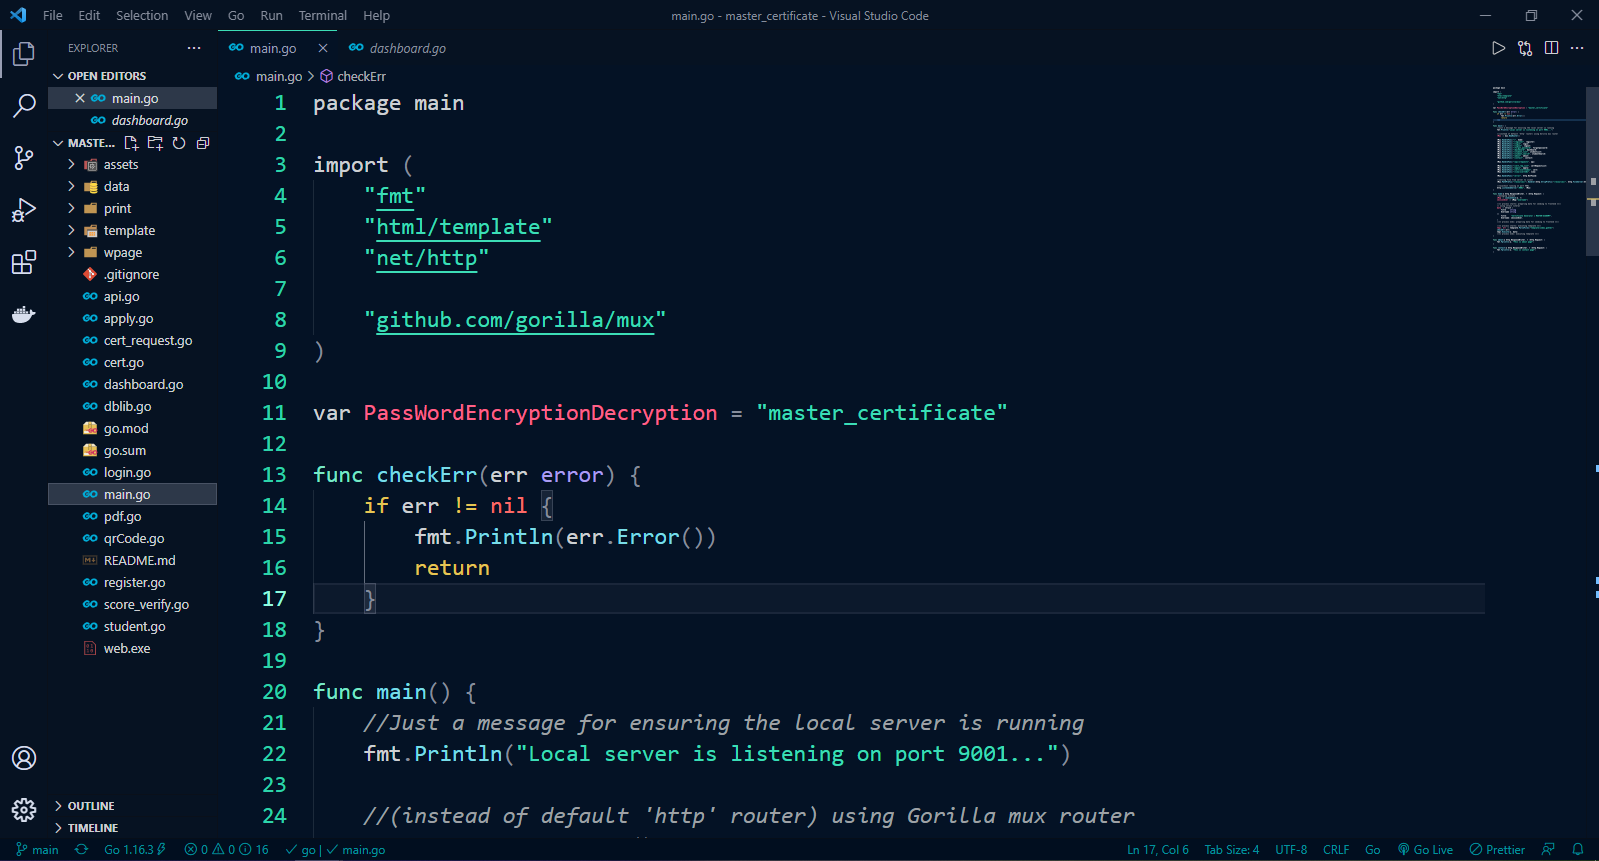 File Edit Selection View Go Run Terminal Help
main.go - master_certificate - Visual Studio Code
EXPLORER
OPEN EDITORS
main.go
dashboard.go
MASTE...
assets
data
print
template
wpage
.gitignore
api.go
apply.go
cert_request.go
cert.go
dashboard.go
dblib.go
go.mod
go.sum
login.go
main.go
pdf.go
qrCode.go
README.md
register.go
score_verify.go
student.go
web.exe
OUTLINE
TIMELINE
main.go dashboard.go
main.go > checkErr
1 package main
2
3 import (
4 "fmt"
5 "html/template"
6 "net/http"
7
8 "github.com/gorilla/mux"
9 )
10
11 var PassWordEncryptionDecryption = "master_certificate"
12
13 func checkErr(err error) {
14 if err != nil {
15 fmt.Println(err.Error())
16 return
17 }
18 }
19
20 func main() {
21 //Just a message for ensuring the local server is running
22 fmt.Println("Local server is listening on port 9001...")
23
24 //(instead of default 'http' router) using Gorilla mux router
main Go 1.16.3 0 0 16 go | main.go
Ln 17, Col 6 Tab Size: 4 UTF-8 CRLF Go Go Live Prettier